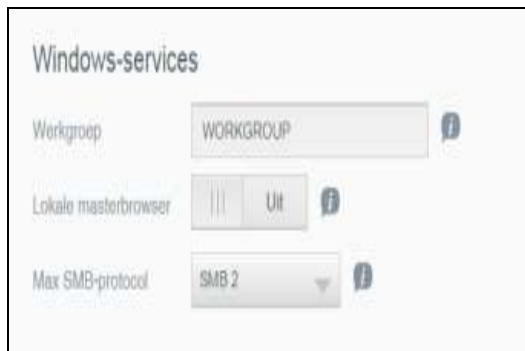 Windows-services
Werkgroep WORKGROUP
Lokale masterbrowser Uit
Max SMB-protocol SMB 2